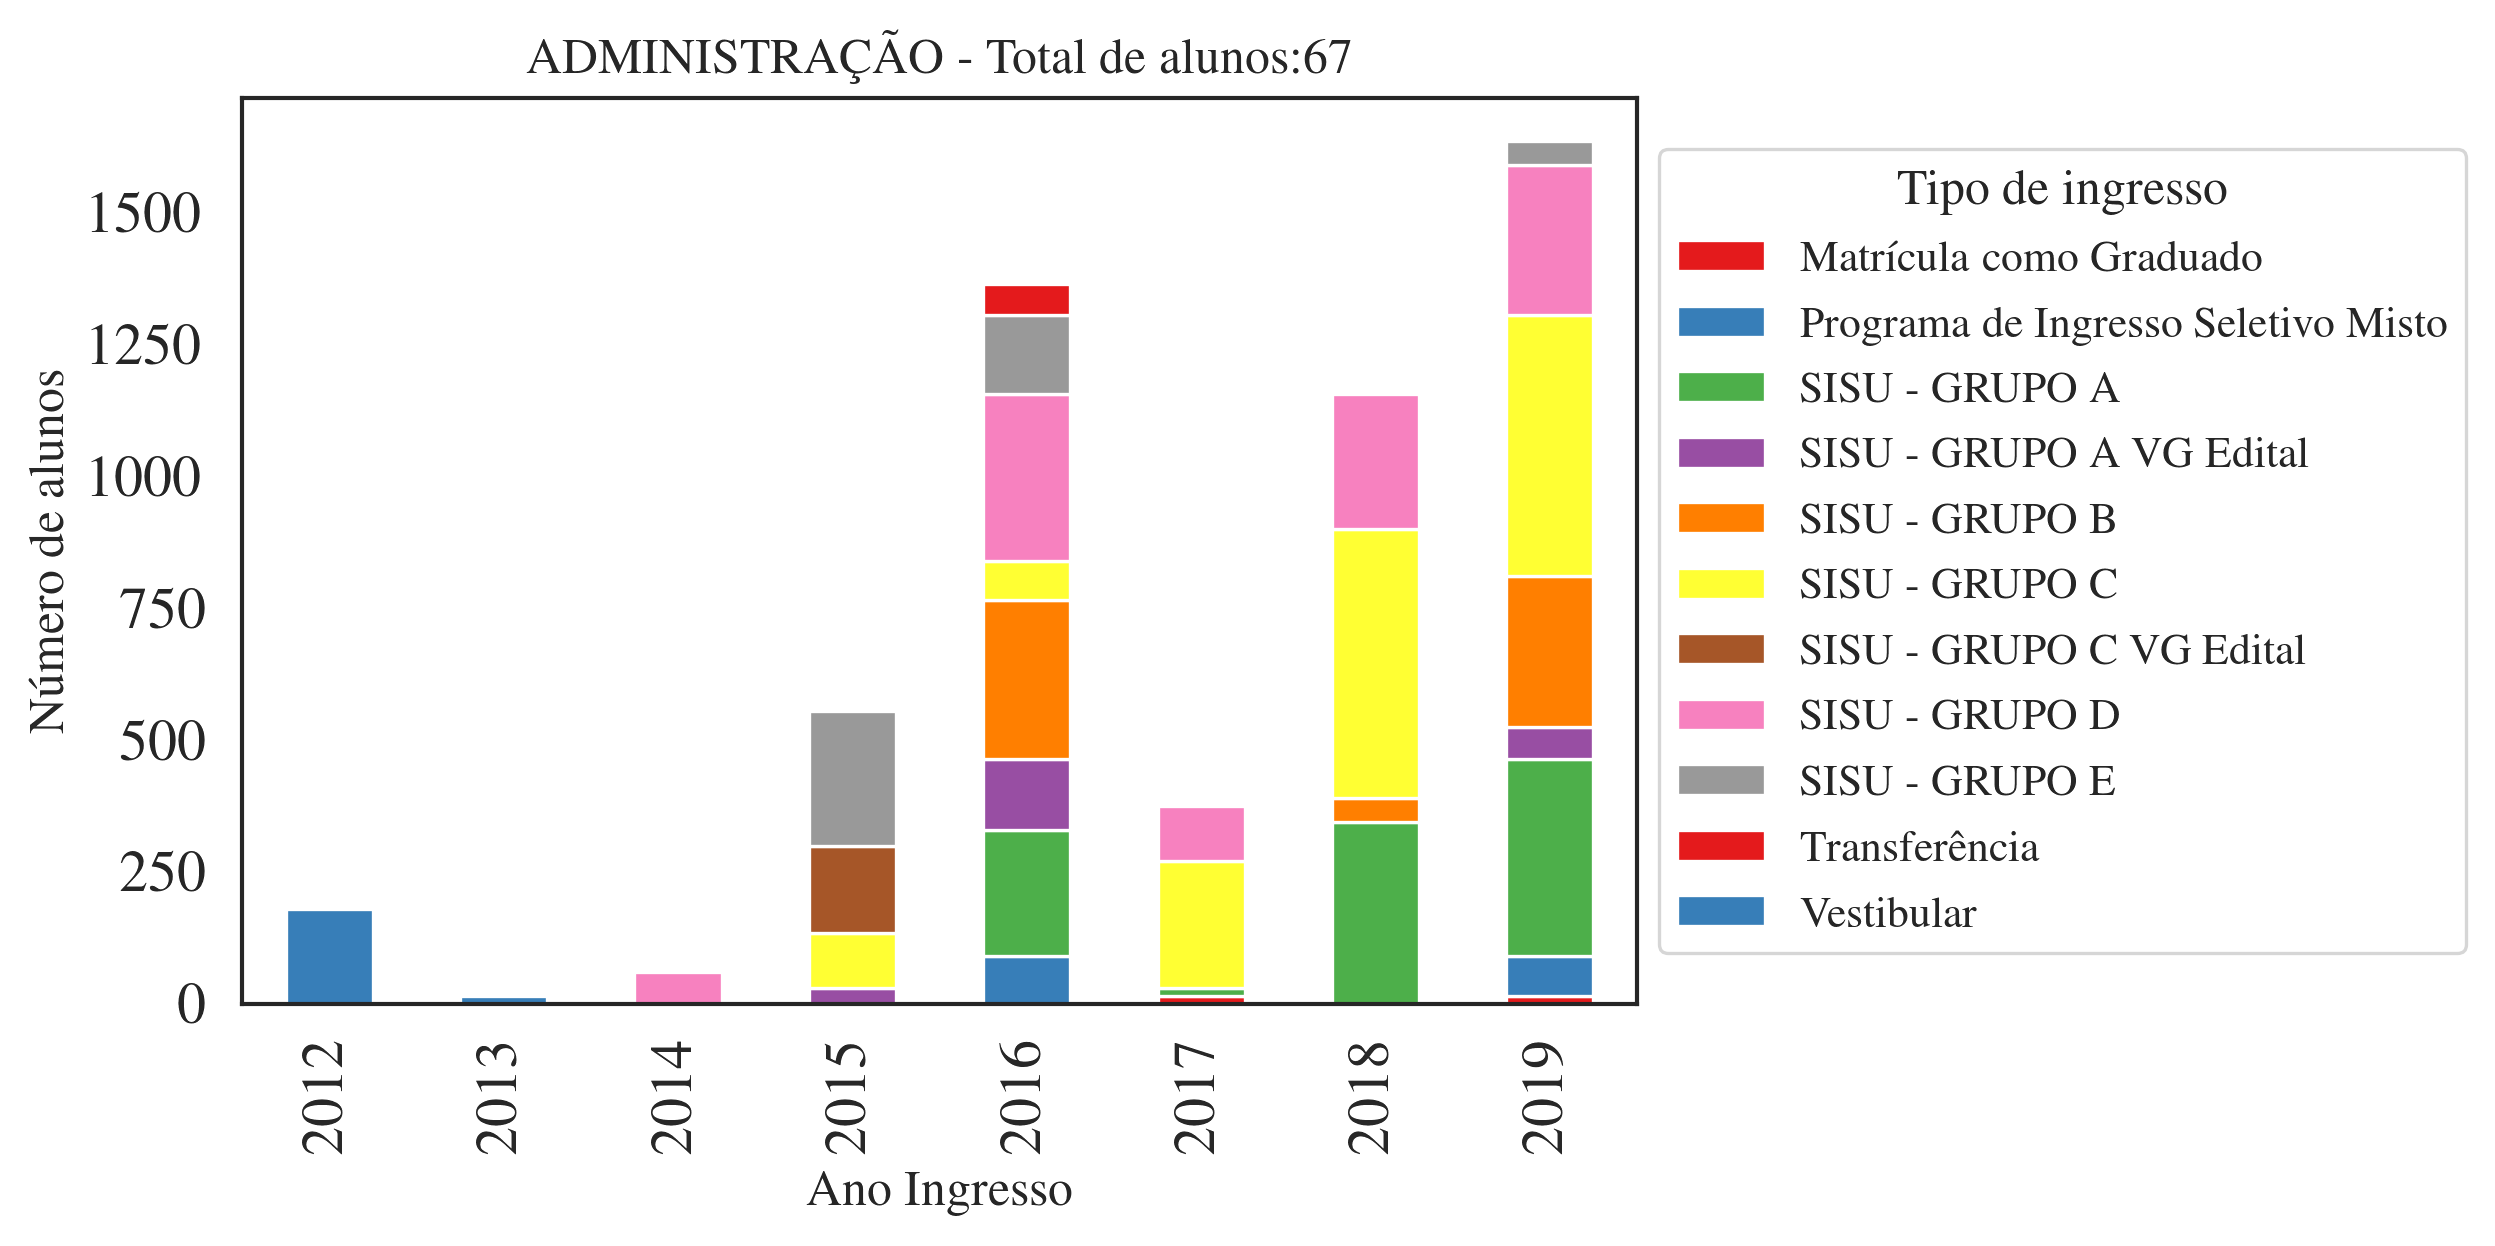 ADMINISTRAÇÃO - Total de alunos:67
Número de alunos
1500
1250
1000
750
500
250
0
2012
2013
2014
2015
2016
2017
2018
2019
Ano Ingresso
Tipo de ingresso
Matrícula como Graduado
Programa de Ingresso Seletivo Misto
SISU - GRUPO A
SISU - GRUPO A VG Edital
SISU - GRUPO B
SISU - GRUPO C
SISU - GRUPO C VG Edital
SISU - GRUPO D
SISU - GRUPO E
Transferência
Vestibular